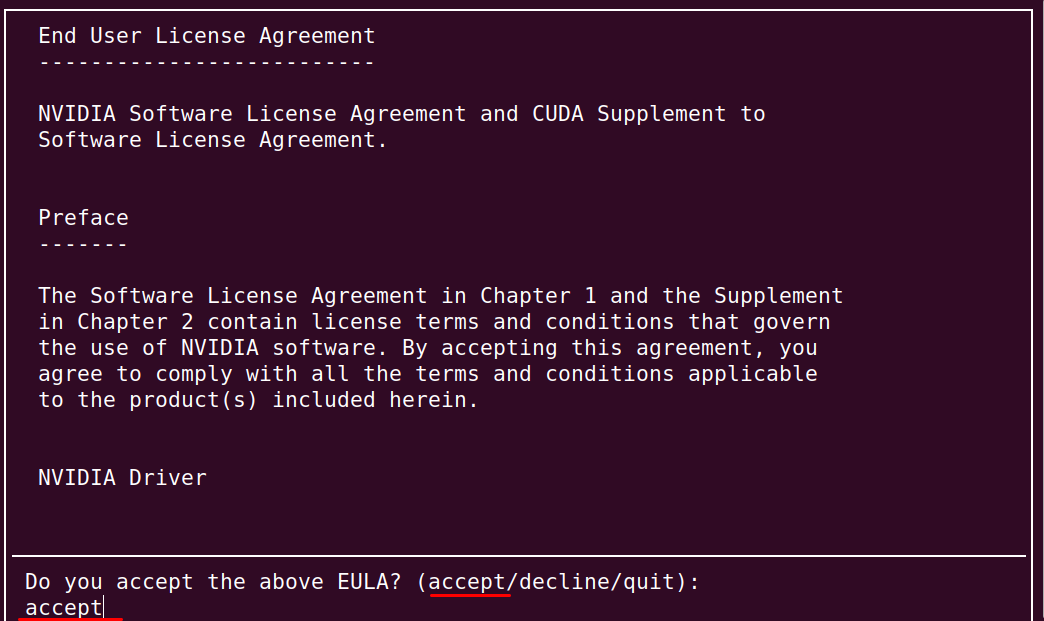 End User License Agreement
--------------------------
NVIDIA Software License Agreement and CUDA Supplement to
Software License Agreement.
Preface
-------
The Software License Agreement in Chapter 1 and the Supplement
in Chapter 2 contain license terms and conditions that govern
the use of NVIDIA software. By accepting this agreement, you
agree to comply with all the terms and conditions applicable
to the product(s) included herein.
NVIDIA Driver
Do you accept the above EULA? (accept/decline/quit):
accept